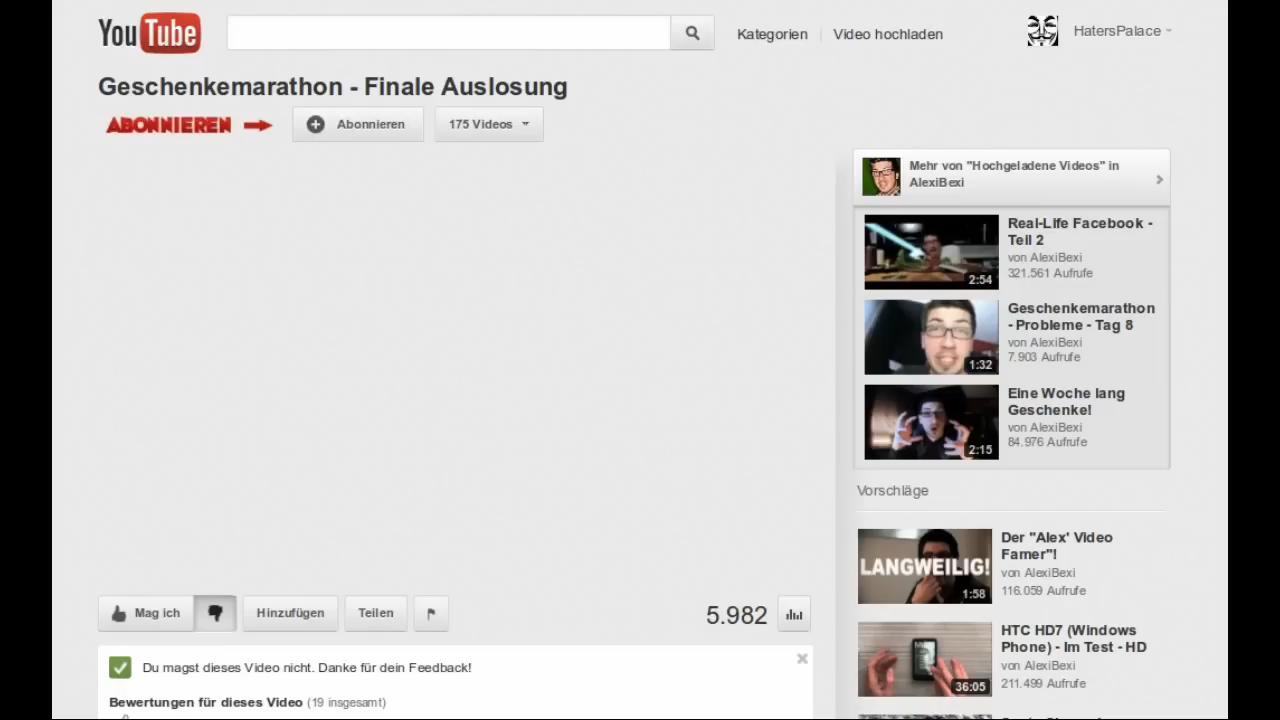 YouTube
Kategorien
Video hochladen
HatersPalace
Geschenkemarathon - Finale Auslosung
ABONNIEREN
Abonnieren
175 Videos
Mehr von "Hochgeladene Videos" in
AlexiBexi
Real-Life Facebook -
Teil 2
von AlexiBexi
321.561 Aufrufe
2:54
Geschenkemarathon
- Probleme - Tag 8
von AlexiBexi
7.903 Aufrufe
1:32
Eine Woche lang
Geschenke!
von AlexiBexi
84.976 Aufrufe
2:15
Vorschläge
LANGWEILIG!
1:58
Der "Alex' Video
Famer"!
von AlexiBexi
116.059 Aufrufe
HTC HD7 (Windows
Phone) - Im Test - HD
von AlexiBexi
211.499 Aufrufe
36:05
Mag ich
Hinzufügen
Teilen
5.982
Du magst dieses Video nicht. Danke für dein Feedback!
Bewertungen für dieses Video (19 insgesamt)